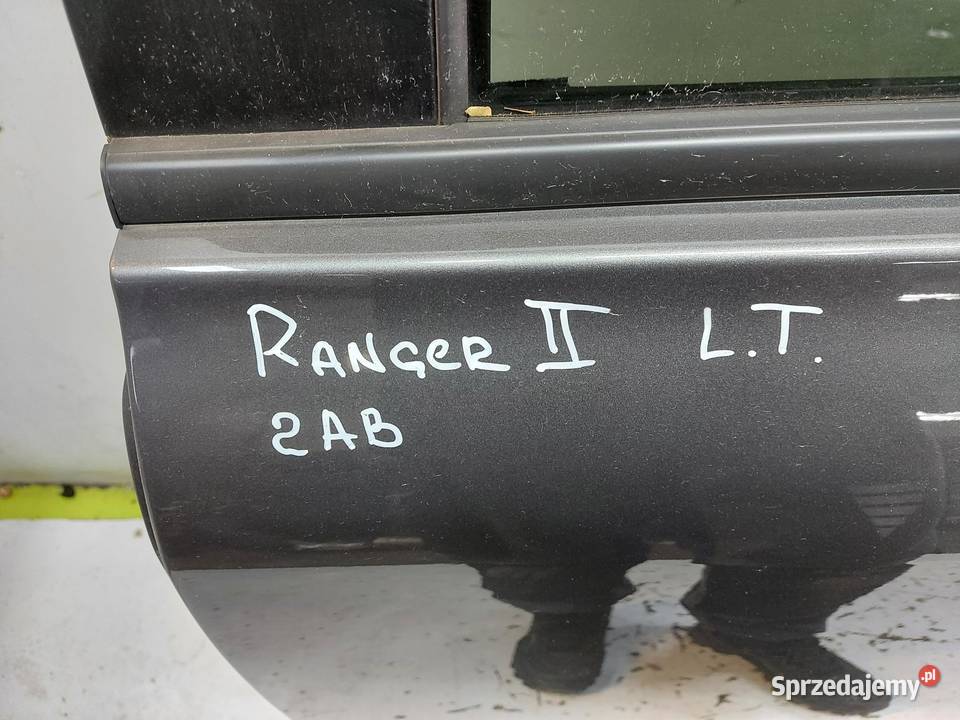 RANGER II L.T.
2AB
Sprzedajemy.pl